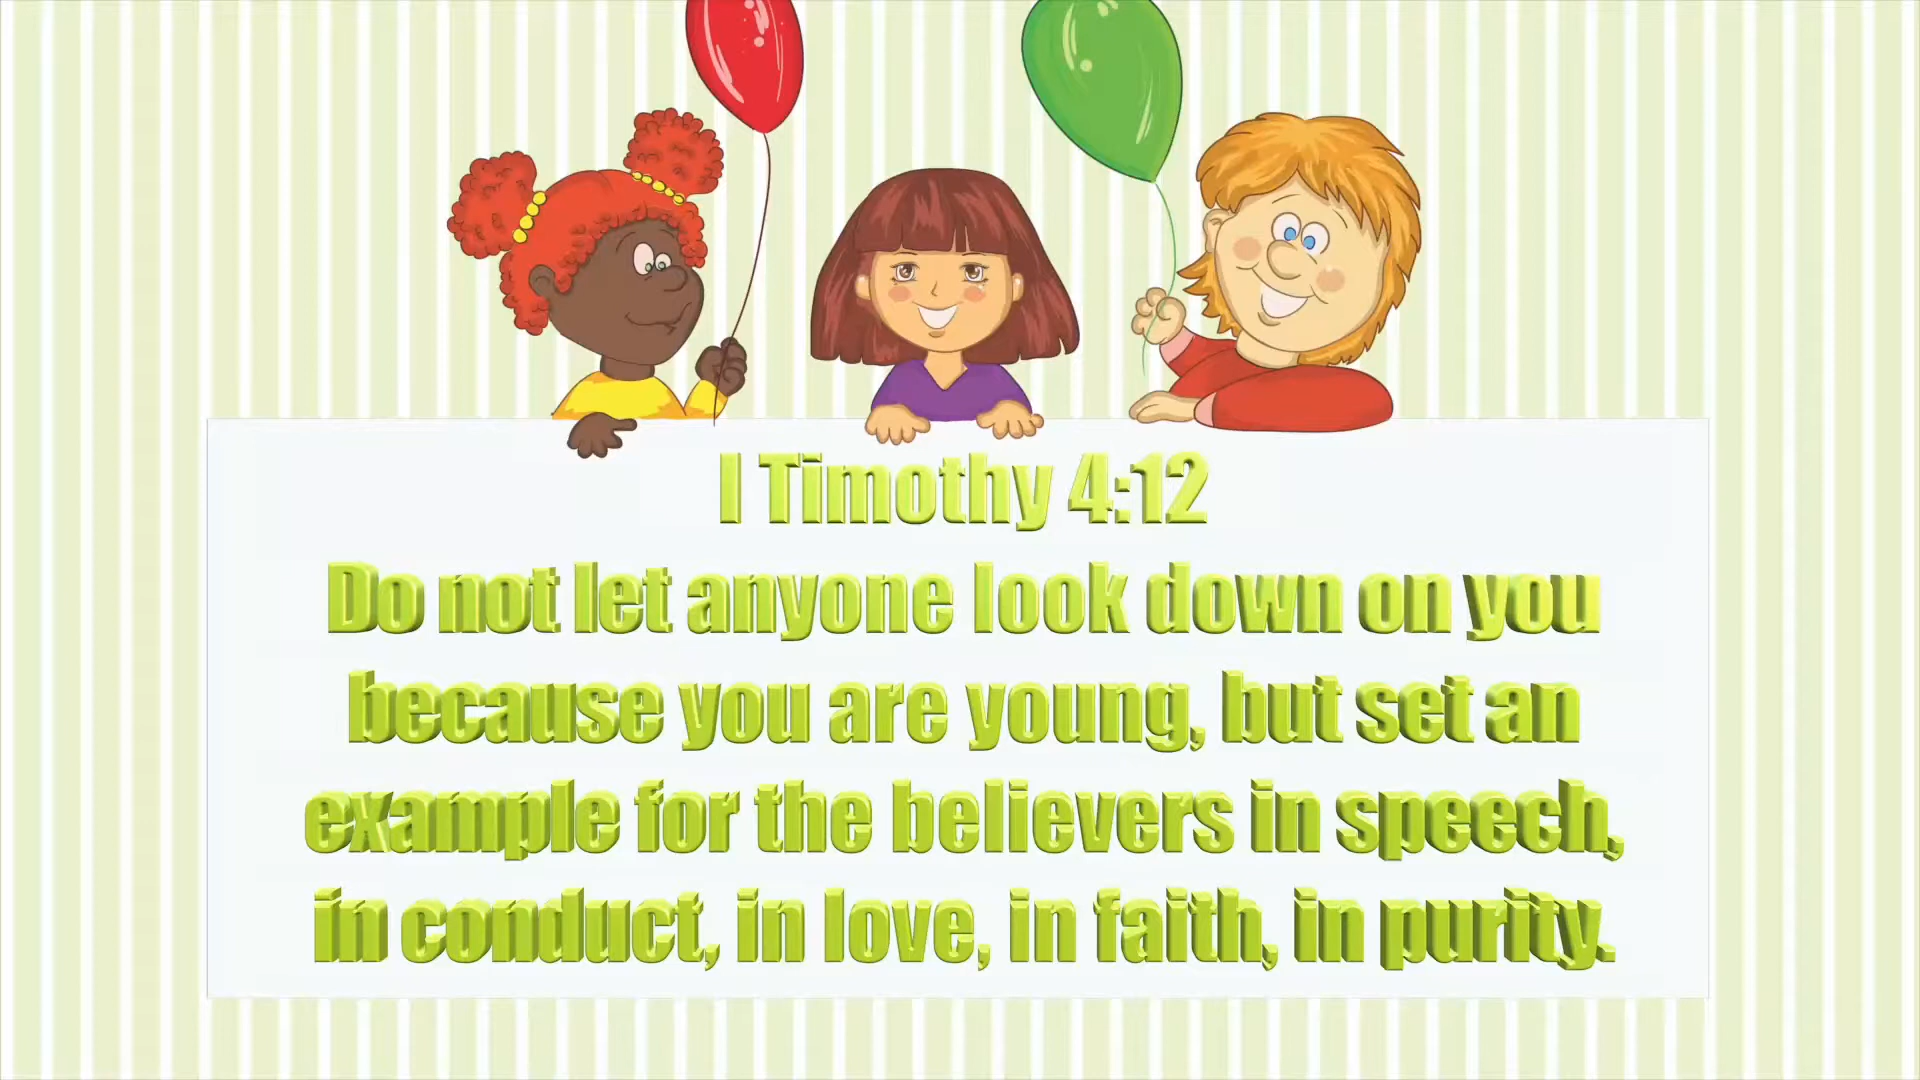 I Timothy 4:12
Do not let anyone look down on you
because you are young, but set an
example for the believers in speech,
in conduct, in love, in faith, in purity.